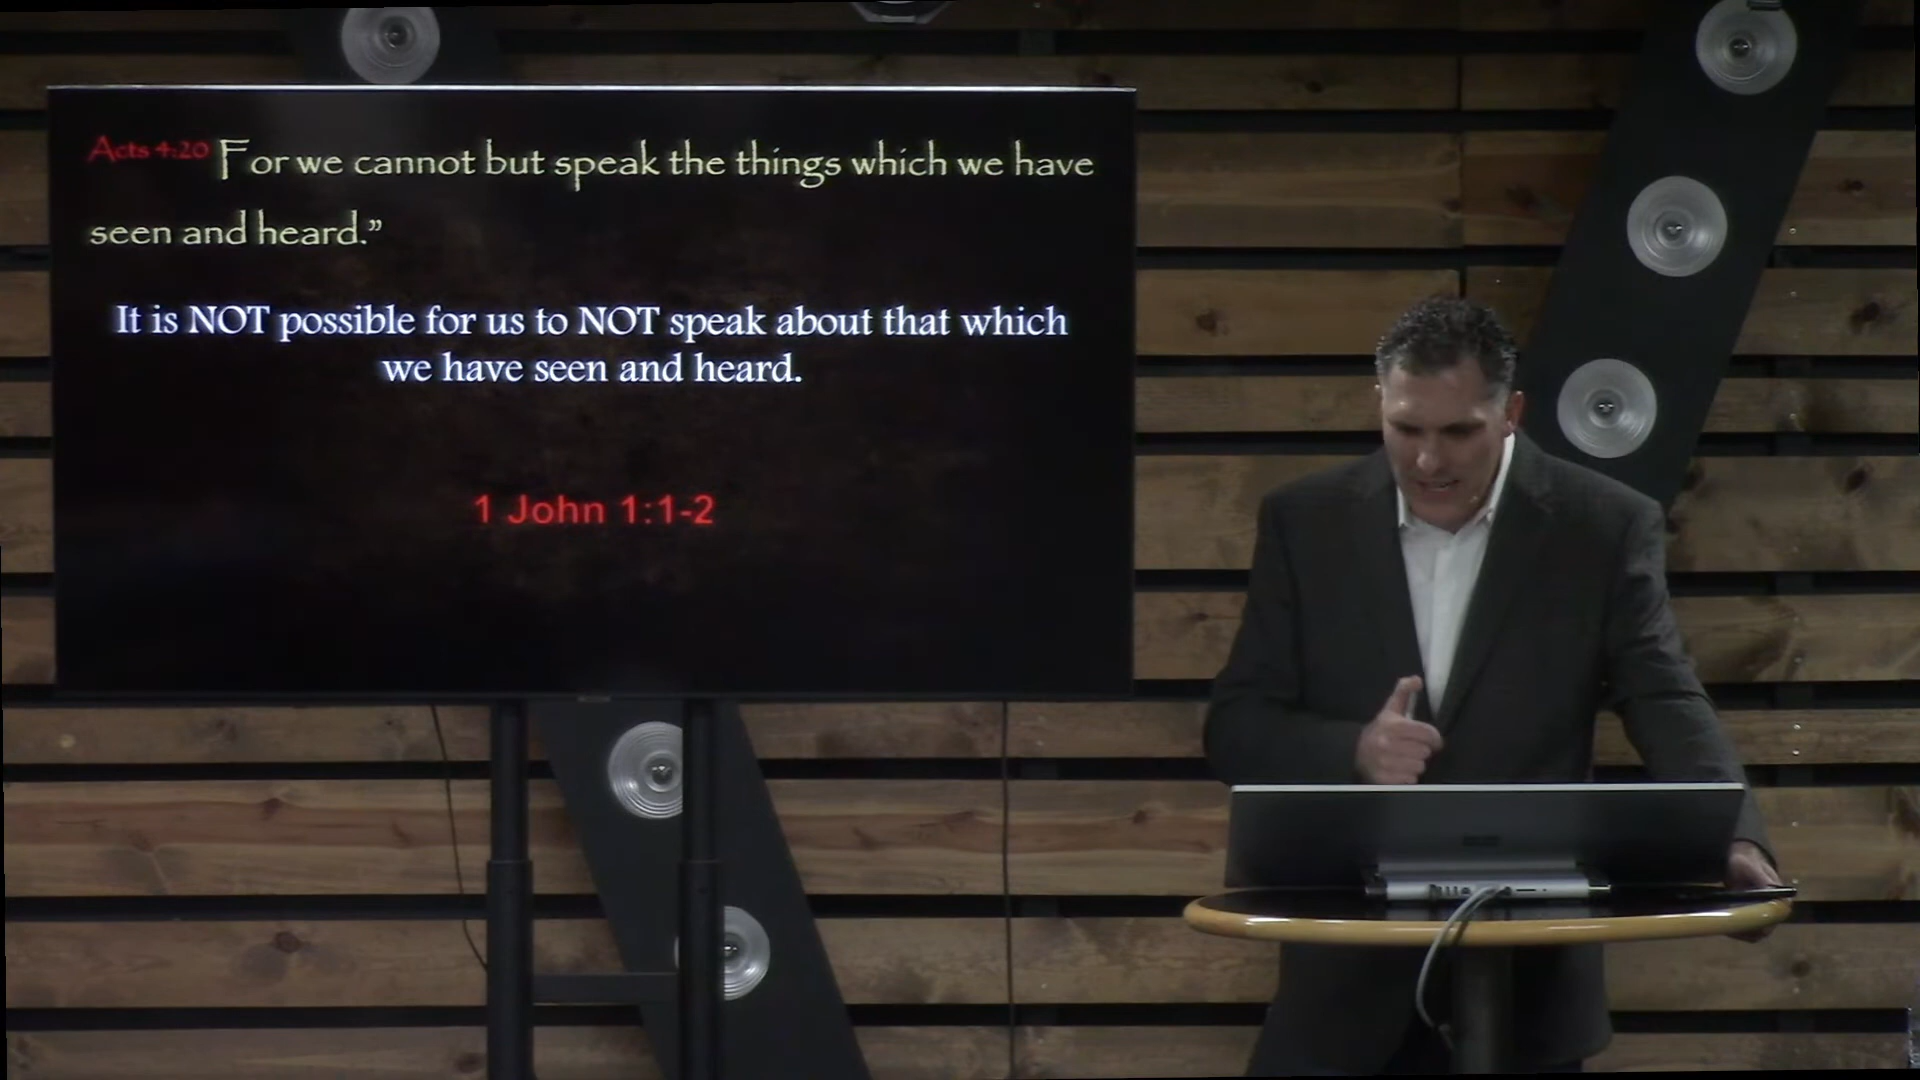 Acts 4:20 For we cannot but speak the things which we have
seen and heard.”
It is NOT possible for us to NOT speak about that which
we have seen and heard.
1 John 1:1-2